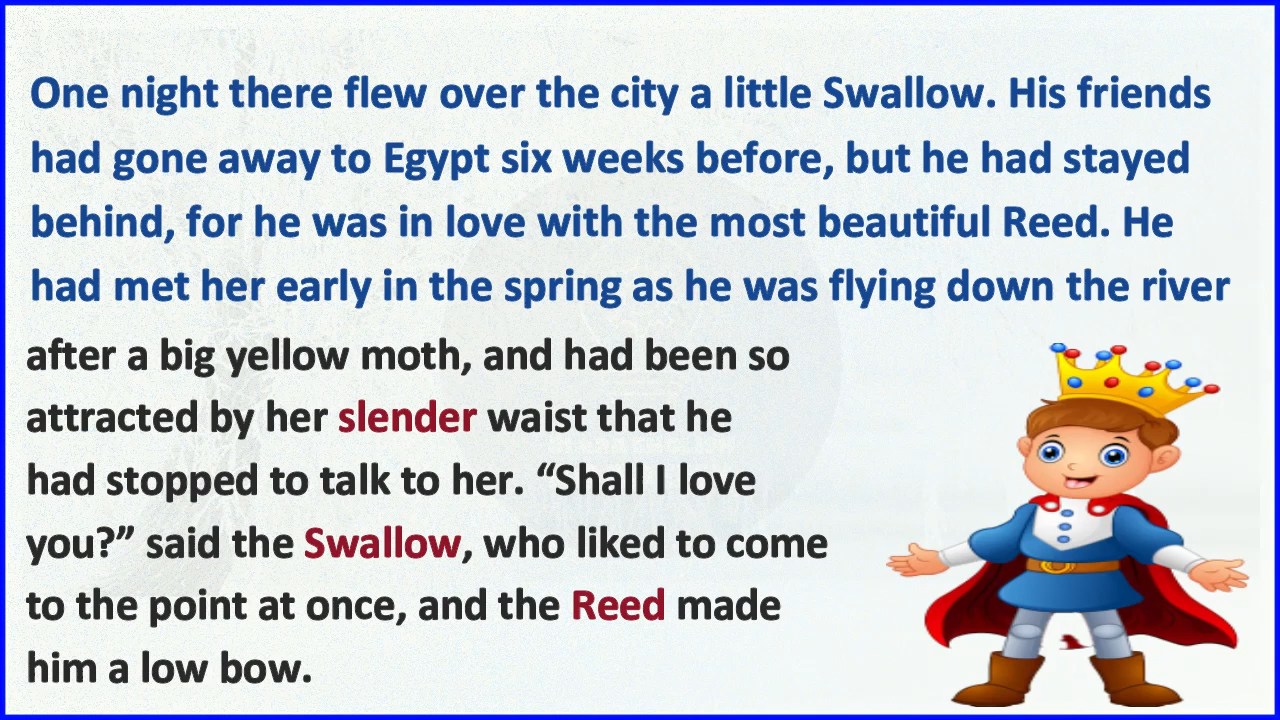 One night there flew over the city a little Swallow. His friends
had gone away to Egypt six weeks before, but he had stayed
behind, for he was in love with the most beautiful Reed. He
had met her early in the spring as he was flying down the river
after a big yellow moth, and had been so
attracted by her slender waist that he
had stopped to talk to her. “Shall I love
you?” said the Swallow, who liked to come
to the point at once, and the Reed made
him a low bow.